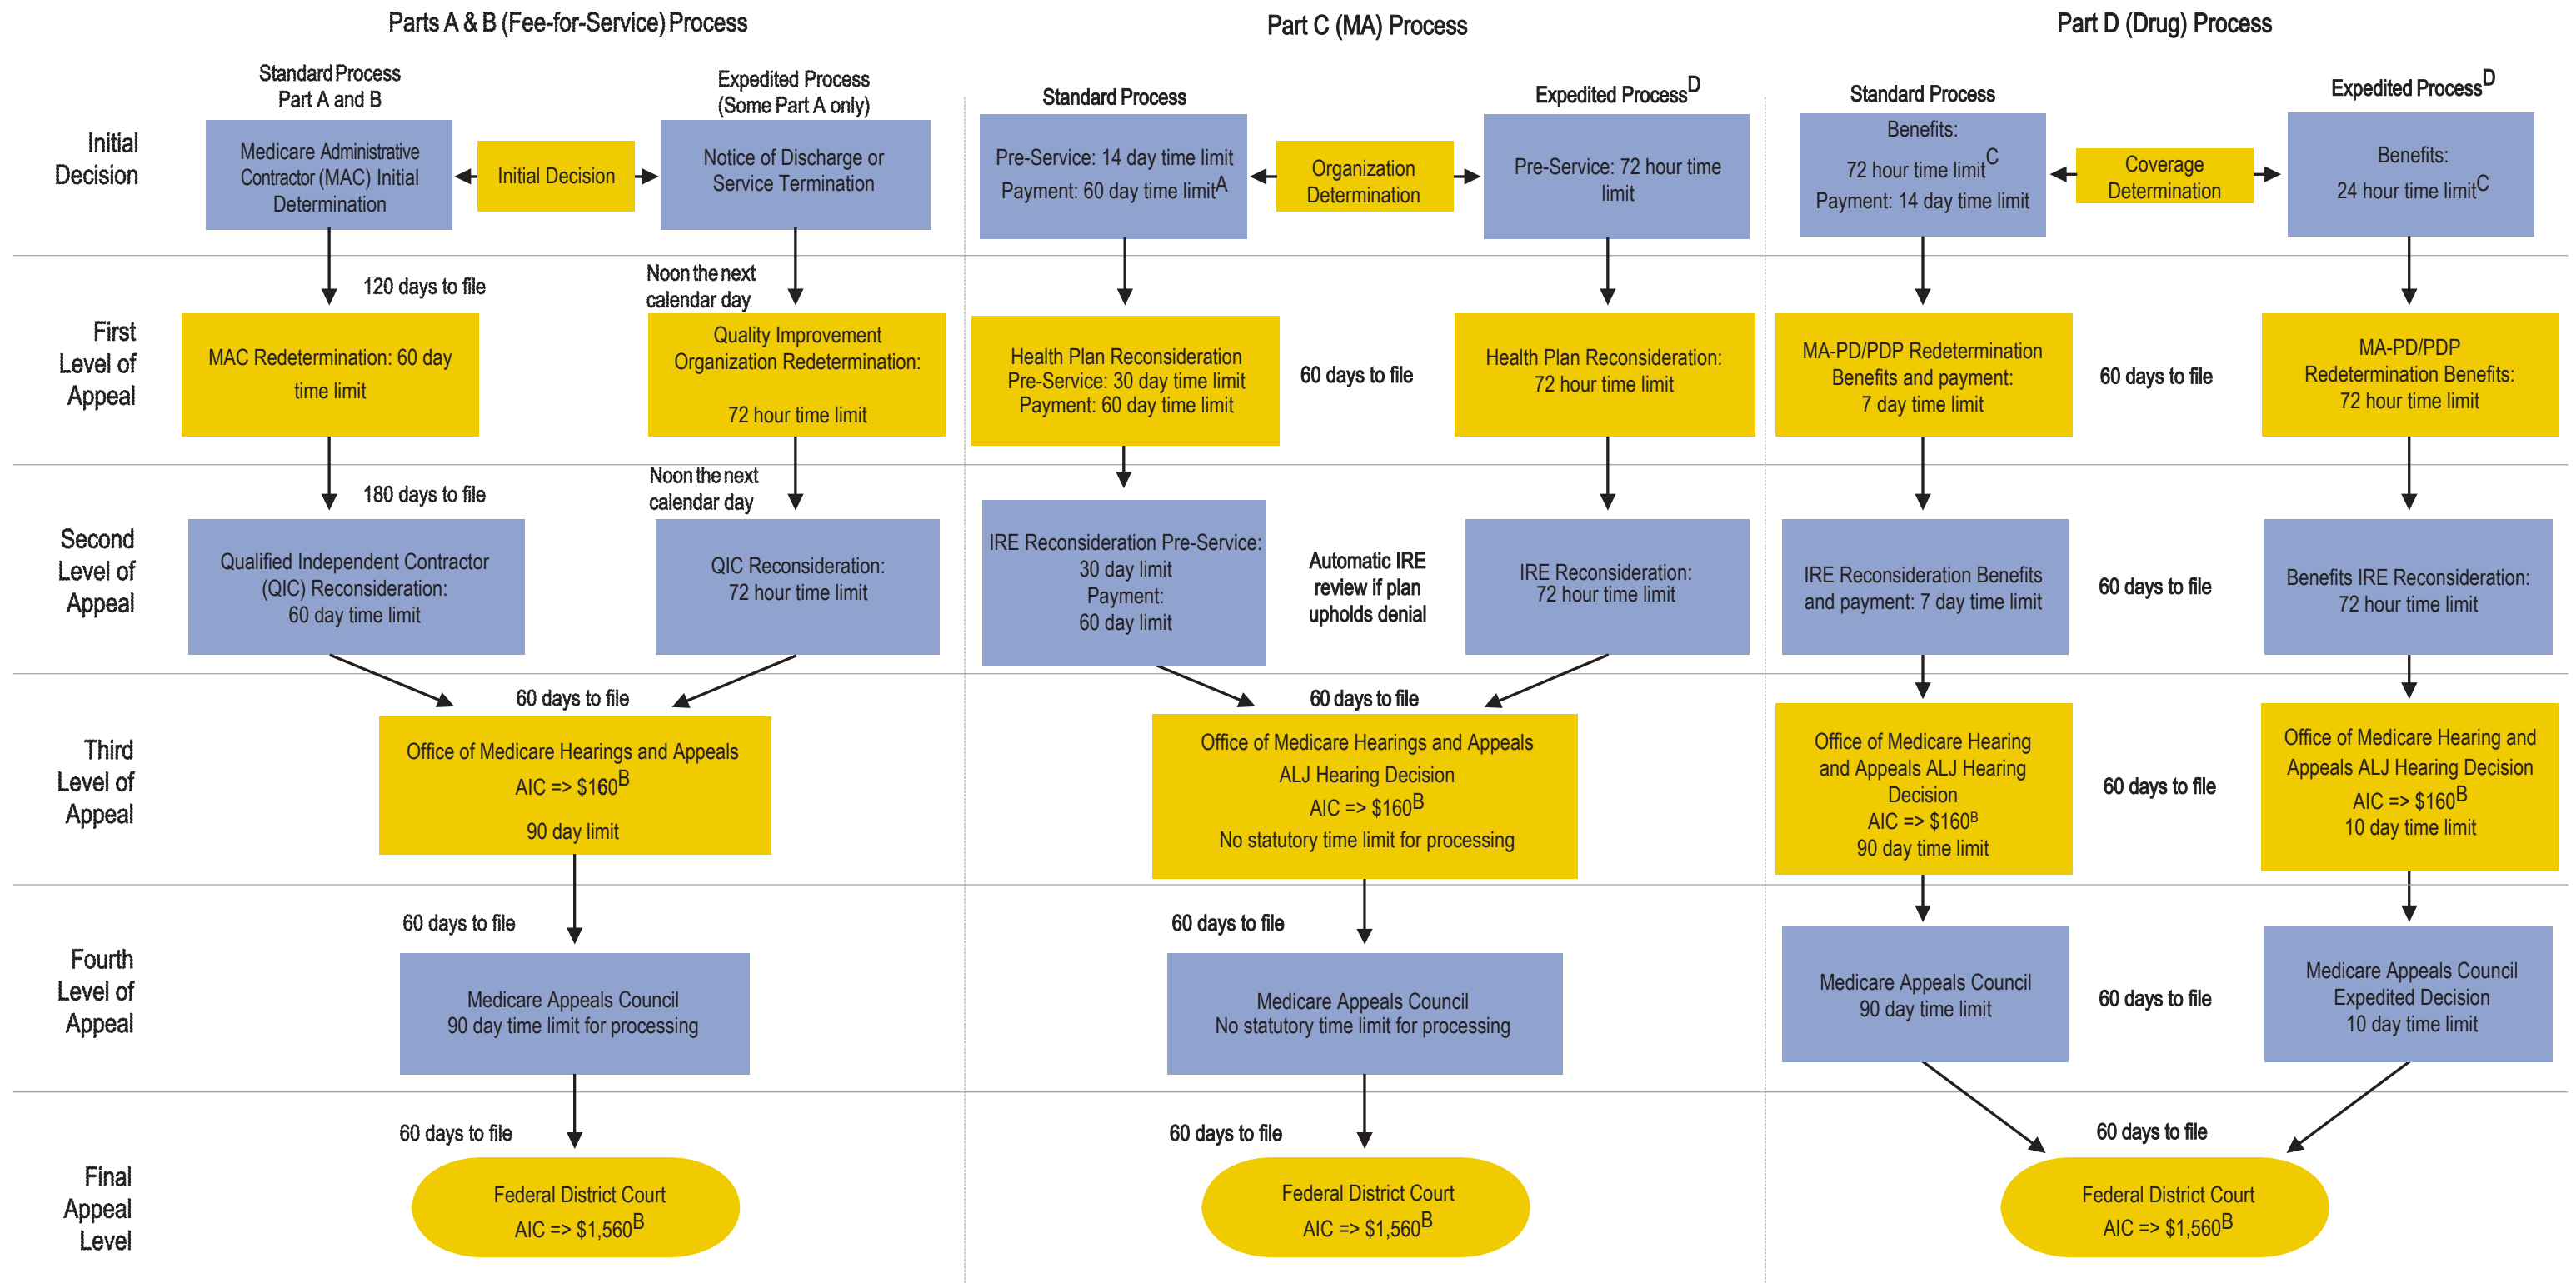 Parts A & B (Fee-for-Service) Process
Part C (MA) Process
Part D (Drug) Process
Standard Process
Part A and B
Expedited Process
(Some Part A only)
Standard Process
Expedited ProcessD
Standard Process
Expedited ProcessD
Initial
Decision
Medicare Administrative
Contractor (MAC) Initial
Determination
Initial Decision
Notice of Discharge or
Service Termination
Pre-Service: 14 day time limit
Payment: 60 day time limitA
Organization
Determination
Pre-Service: 72 hour time
limit
Benefits:
72 hour time limitC
Payment: 14 day time limit
Coverage
Determination
Benefits:
24 hour time limitC
120 days to file
Noon the next
calendar day
First
Level of
Appeal
MAC Redetermination: 60 day
time limit
Quality Improvement
Organization Redetermination:
72 hour time limit
Health Plan Reconsideration
Pre-Service: 30 day time limit
Payment: 60 day time limit
60 days to file
Health Plan Reconsideration:
72 hour time limit
MA-PD/PDP Redetermination
Benefits and payment:
7 day time limit
60 days to file
MA-PD/PDP
Redetermination Benefits:
72 hour time limit
180 days to file
Noon the next
calendar day
Second
Level of
Appeal
Qualified Independent Contractor
(QIC) Reconsideration:
60 day time limit
QIC Reconsideration:
72 hour time limit
IRE Reconsideration Pre-Service:
30 day limit
Payment:
60 day limit
Automatic IRE
review if plan
upholds denial
IRE Reconsideration:
72 hour time limit
IRE Reconsideration Benefits
and payment: 7 day time limit
60 days to file
Benefits IRE Reconsideration:
72 hour time limit
60 days to file
60 days to file
Third
Level of
Appeal
Office of Medicare Hearings and Appeals
AIC => $160B
90 day limit
Office of Medicare Hearings and Appeals
ALJ Hearing Decision
AIC => $160B
No statutory time limit for processing
Office of Medicare Hearing
and Appeals ALJ Hearing
Decision
AIC => $160B
90 day time limit
60 days to file
Office of Medicare Hearing and
Appeals ALJ Hearing Decision
AIC => $160B
10 day time limit
60 days to file
60 days to file
Fourth
Level of
Appeal
Medicare Appeals Council
90 day time limit for processing
Medicare Appeals Council
No statutory time limit for processing
Medicare Appeals Council
90 day time limit
60 days to file
Medicare Appeals Council
Expedited Decision
10 day time limit
60 days to file
60 days to file
60 days to file
Final
Appeal
Level
Federal District Court
AIC => $1,560B
Federal District Court
AIC => $1,560B
Federal District Court
AIC => $1,560B